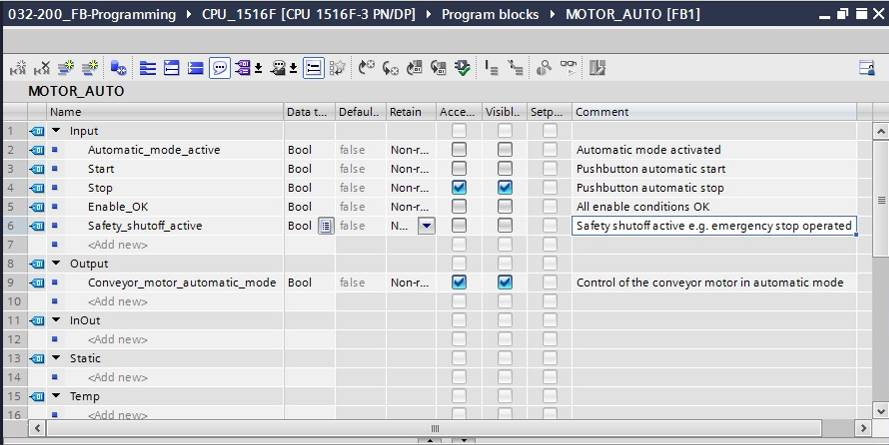 032-200_FB-Programming CPU_1516F [CPU 1516F-3 PN/DP] Program blocks MOTOR_AUTO [FB1]
MOTOR_AUTO
Name Data t... Defaul.. Retain Acce... Visibl.. Setp... Comment
1 Input
2 Automatic_mode_active Bool false Non-r... Automatic mode activated
3 Start Bool false Non-r... Pushbutton automatic start
4 Stop Bool false Non-r... Pushbutton automatic stop
5 Enable_OK Bool false Non-r... All enable conditions OK
6 Safety_shutoff_active Bool false N... Safety shutoff active e.g. emergency stop operated
7 <Add new>
8 Output
9 Conveyor_motor_automatic_mode Bool false Non-r... Control of the conveyor motor in automatic mode
10 <Add new>
11 InOut
12 <Add new>
13 Static
14 <Add new>
15 Temp
16 <Add new>